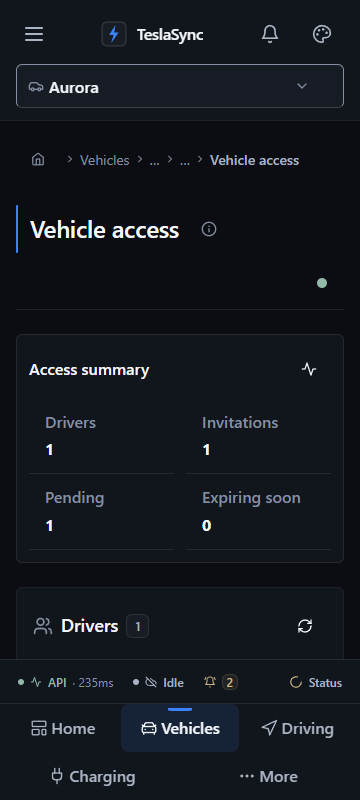 TeslaSync
Aurora
Vehicles ... ... Vehicle access
Vehicle access
Access summary
Drivers Invitations
1 1
Pending Expiring soon
1 0
Drivers 1
API · 235ms Idle 2 Status
Home Vehicles Driving
Charging More